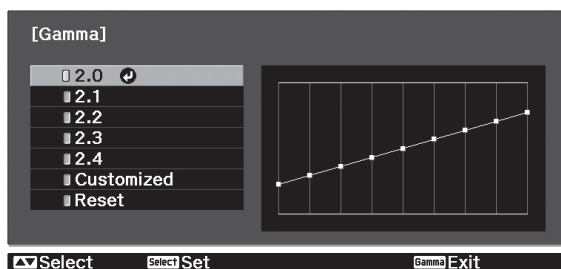 [Gamma]
2.0
2.1
2.2
2.3
2.4
Customized
Reset
Select Select Set Gamma Exit